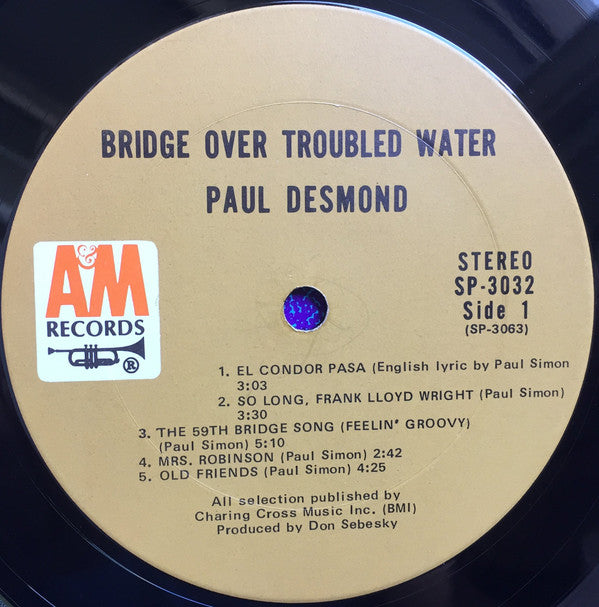 BRIDGE OVER TROUBLED WATER
PAUL DESMOND
A&M
RECORDS
®
STEREO
SP-3032
Side 1
(SP-3063)
1. EL CONDOR PASA (English lyric by Paul Simon
3:03
2. SO LONG, FRANK LLOYD WRIGHT (Paul Simon)
3:30
3. THE 59TH BRIDGE SONG (FEELIN' GROOVY)
(Paul Simon) 5:10
4. MRS. ROBINSON (Paul Simon) 2:42
5. OLD FRIENDS (Paul Simon) 4:25
All selection published by
Charing Cross Music Inc. (BMI)
Produced by Don Sebesky